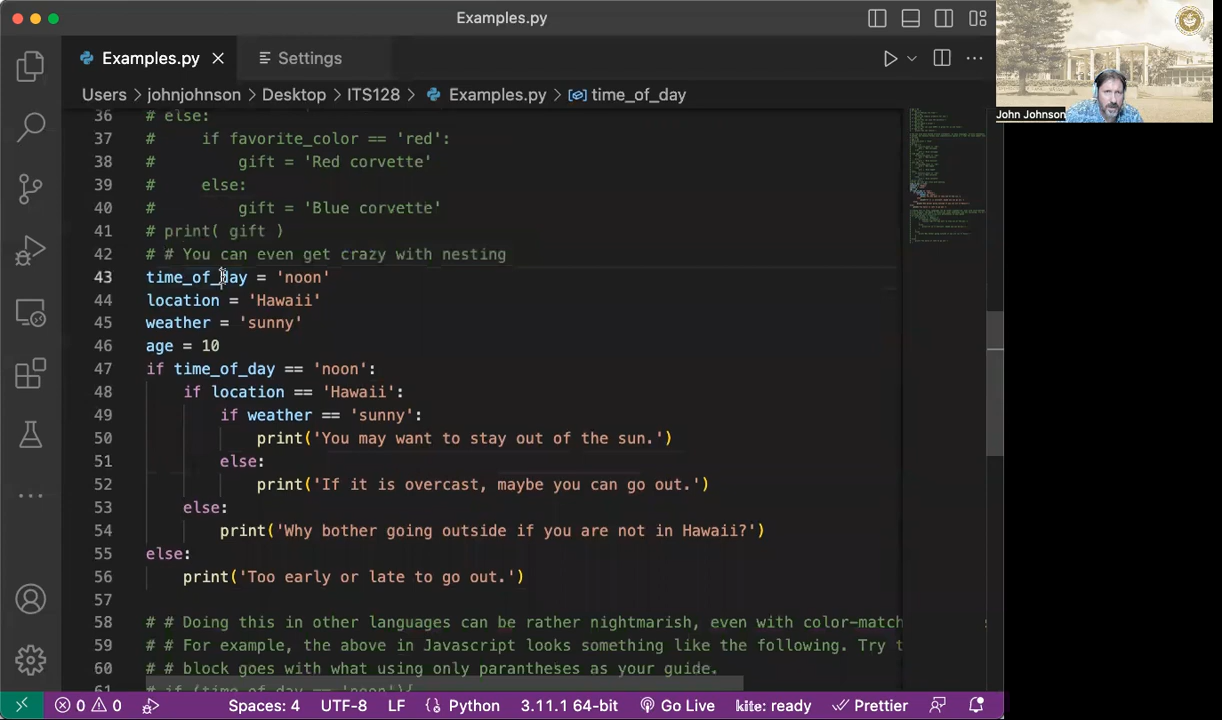 Examples.py
Examples.py
Settings
Users > johnjohnson > Desktop > ITS128 > Examples.py > time_of_day
John Johnson
36 # else:
37 #     if favorite_color == 'red':
38 #         gift = 'Red corvette'
39 #     else:
40 #         gift = 'Blue corvette'
41 # print( gift )
42 # # You can even get crazy with nesting
43 time_of_day = 'noon'
44 location = 'Hawaii'
45 weather = 'sunny'
46 age = 10
47 if time_of_day == 'noon':
48     if location == 'Hawaii':
49         if weather == 'sunny':
50             print('You may want to stay out of the sun.')
51         else:
52             print('If it is overcast, maybe you can go out.')
53     else:
54         print('Why bother going outside if you are not in Hawaii?')
55 else:
56     print('Too early or late to go out.')
57
58 # # Doing this in other languages can be rather nightmarish, even with color-match
59 # # For example, the above in Javascript looks something like the following. Try t
60 # # block goes with what using only parantheses as your guide.
61 # if (time_of_day == 'noon'){
0 0 Spaces: 4 UTF-8 LF {} Python 3.11.1 64-bit Go Live kite: ready Prettier